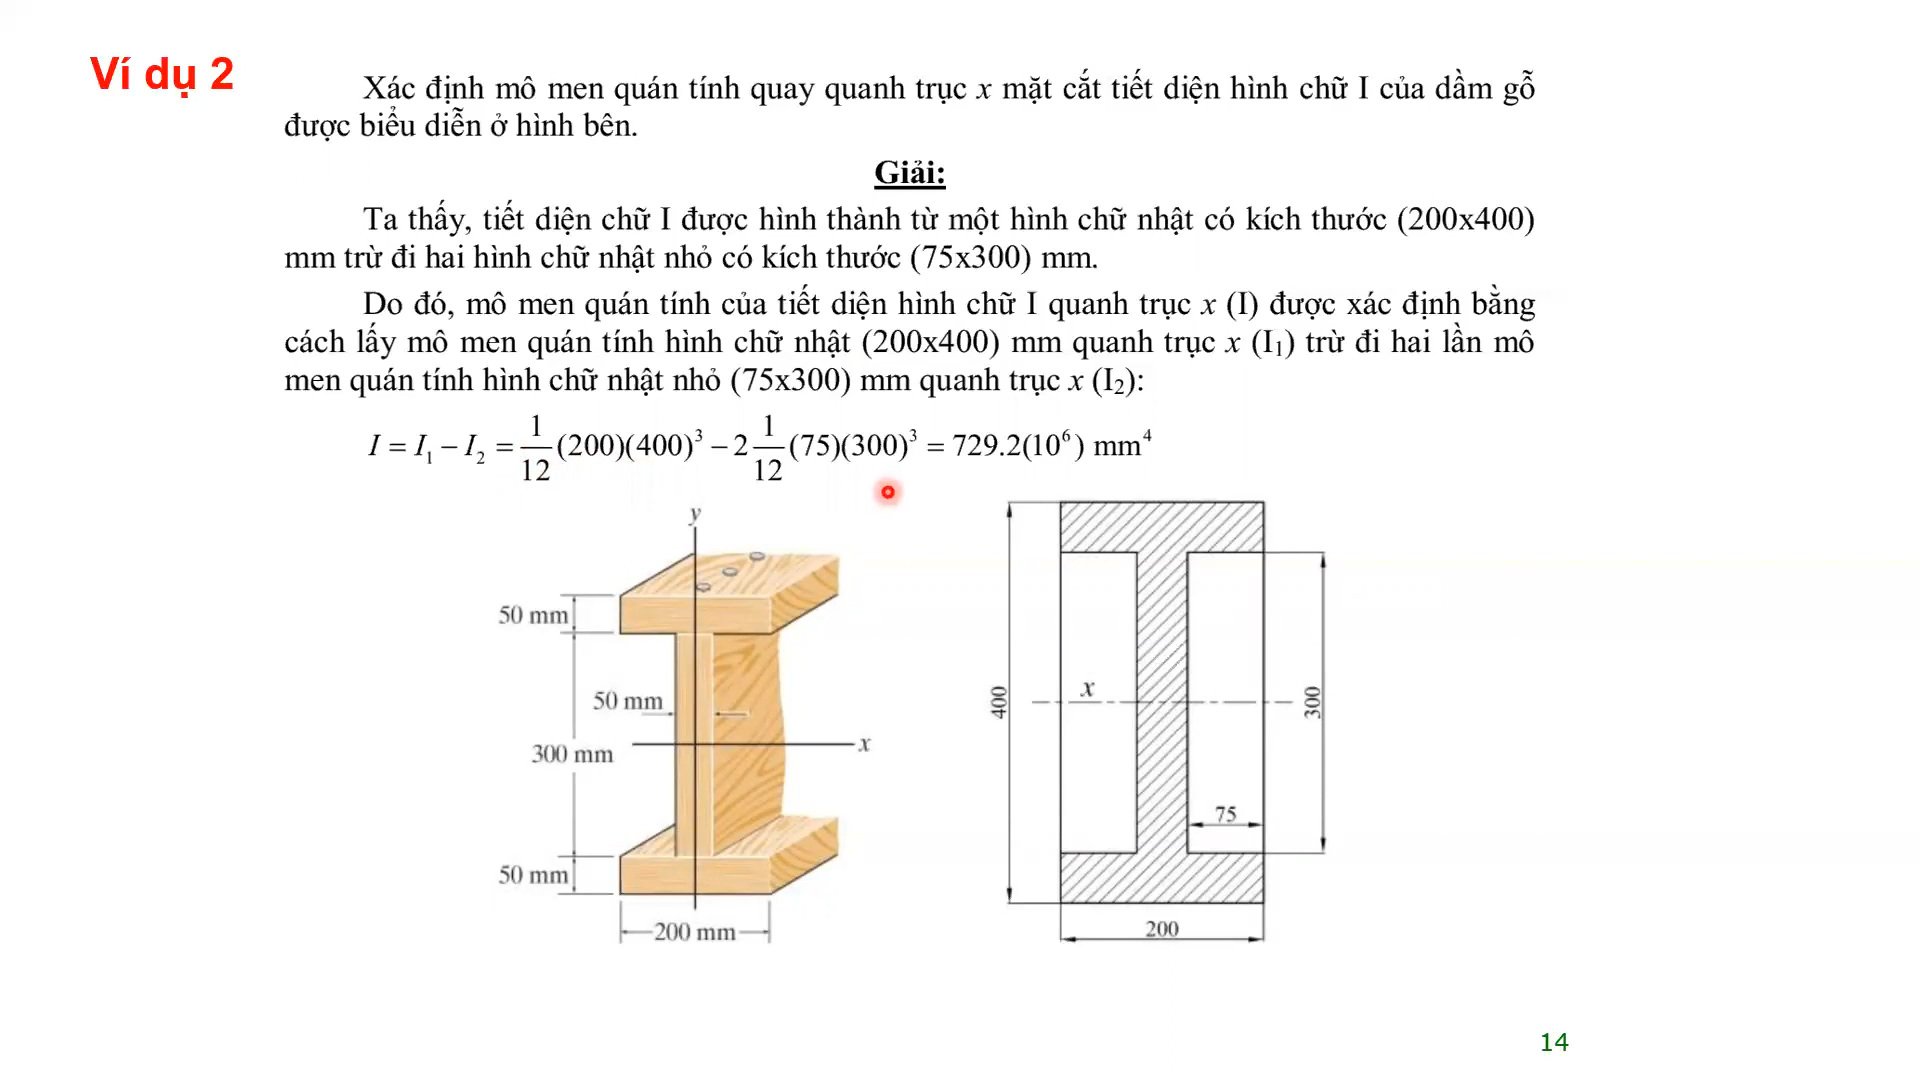 Ví dụ 2
Xác định mô men quán tính quay quanh trục x mặt cắt tiết diện hình chữ I của dầm gỗ
được biểu diễn ở hình bên.
Giải:
Ta thấy, tiết diện chữ I được hình thành từ một hình chữ nhật có kích thước (200x400)
mm trừ đi hai hình chữ nhật nhỏ có kích thước (75x300) mm.
Do đó, mô men quán tính của tiết diện hình chữ I quanh trục x (I) được xác định bằng
cách lấy mô men quán tính hình chữ nhật (200x400) mm quanh trục x (I₁) trừ đi hai lần mô
men quán tính hình chữ nhật nhỏ (75x300) mm quanh trục x (I₂):
I = I₁ − I₂ = 1/12 (200)(400)³ − 2 1/12 (75)(300)³ = 729.2(10⁶) mm⁴
y
50 mm
50 mm
x
300 mm
50 mm
200 mm
400
x
300
75
200
14